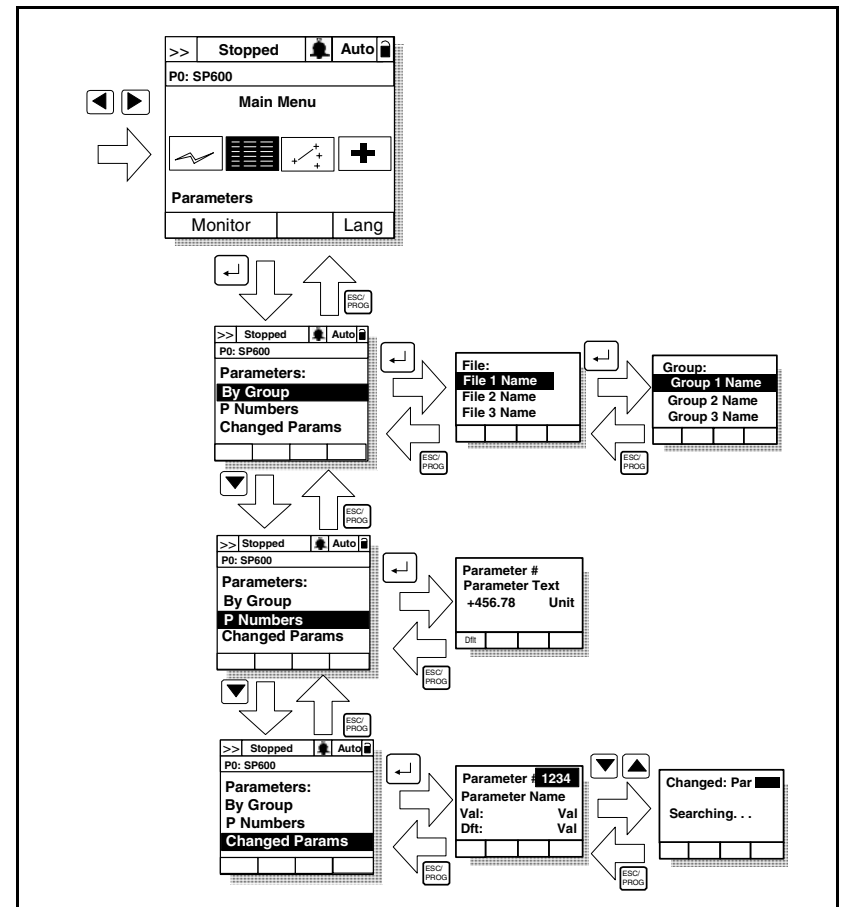 >> Stopped Auto
P0: SP600
Main Menu
Parameters
Monitor Lang
ESC/
PROG
>> Stopped Auto
P0: SP600
Parameters:
By Group
P Numbers
Changed Params
File:
File 1 Name
File 2 Name
File 3 Name
Group:
Group 1 Name
Group 2 Name
Group 3 Name
ESC/
PROG
ESC/
PROG
ESC/
PROG
>> Stopped Auto
P0: SP600
Parameters:
By Group
P Numbers
Changed Params
Parameter #
Parameter Text
+456.78 Unit
Dflt
ESC/
PROG
ESC/
PROG
>> Stopped Auto
P0: SP600
Parameters:
By Group
P Numbers
Changed Params
Parameter # 1234
Parameter Name
Val: Val
Dft: Val
Changed: Par
Searching. . .
ESC/
PROG
ESC/
PROG